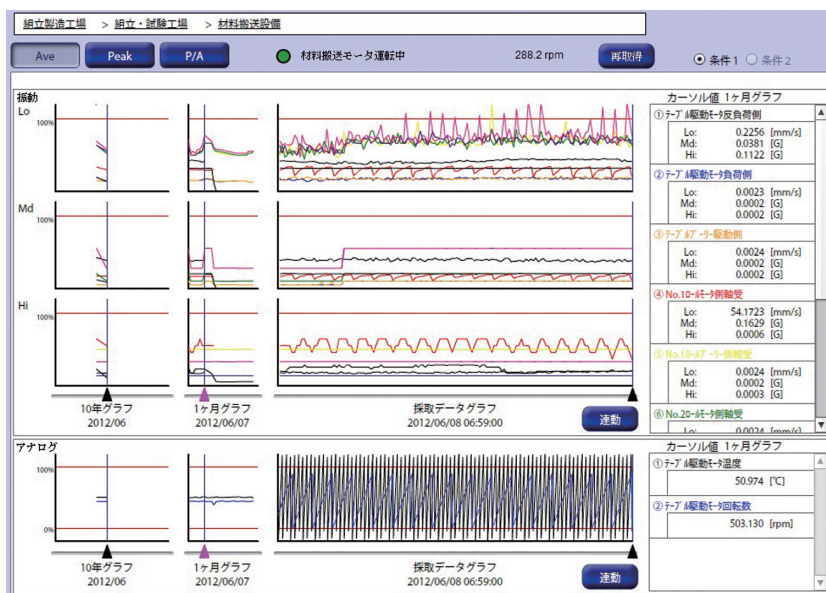 組立製造工場 > 組立・試験工場 > 材料搬送設備
Ave Peak P/A 材料搬送モータ運転中 288.2 rpm 再取得 条件1 条件2
振動
カーソル値 1ヶ月グラフ
Lo
100%
Md
100%
Hi
100%
10年グラフ
2012/06
1ヶ月グラフ
2012/06/07
採取データグラフ
2012/06/08 06:59:00
連動
①テーブル駆動モータ反負荷側
Lo: 0.2256 [mm/s]
Md: 0.0381 [G]
Hi: 0.1122 [G]
②テーブル駆動モータ負荷側
Lo: 0.0023 [mm/s]
Md: 0.0002 [G]
Hi: 0.0002 [G]
③テーブルプーリー駆動側
Lo: 0.0024 [mm/s]
Md: 0.0002 [G]
Hi: 0.0002 [G]
④No.1ロールモータ側軸受
Lo: 54.1723 [mm/s]
Md: 0.1629 [G]
Hi: 0.0006 [G]
⑤No.1ロールプーリー側軸受
Lo: 0.0024 [mm/s]
Md: 0.0002 [G]
Hi: 0.0003 [G]
⑥No.2ロールモータ側軸受
Lo: 0.0024 [mm/s]
アナログ
カーソル値 1ヶ月グラフ
100%
0%
10年グラフ
2012/06
1ヶ月グラフ
2012/06/07
採取データグラフ
2012/06/08 06:59:00
連動
①テーブル駆動モータ温度
50.974 [℃]
②テーブル駆動モータ回転数
503.130 [rpm]